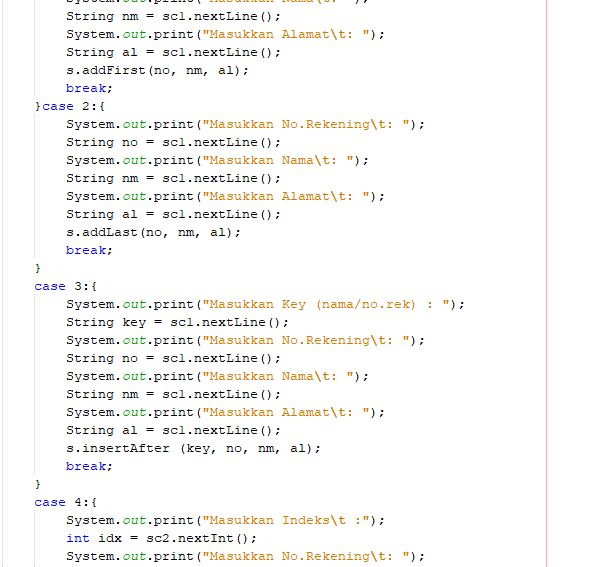 System.out.print("Masukkan Nama\t: ");
String nm = sc1.nextLine();
System.out.print("Masukkan Alamat\t: ");
String al = sc1.nextLine();
s.addFirst(no, nm, al);
break;
}case 2:{
System.out.print("Masukkan No.Rekening\t: ");
String no = sc1.nextLine();
System.out.print("Masukkan Nama\t: ");
String nm = sc1.nextLine();
System.out.print("Masukkan Alamat\t: ");
String al = sc1.nextLine();
s.addLast(no, nm, al);
break;
}
case 3:{
System.out.print("Masukkan Key (nama/no.rek) : ");
String key = sc1.nextLine();
System.out.print("Masukkan No.Rekening\t: ");
String no = sc1.nextLine();
System.out.print("Masukkan Nama\t: ");
String nm = sc1.nextLine();
System.out.print("Masukkan Alamat\t: ");
String al = sc1.nextLine();
s.insertAfter (key, no, nm, al);
break;
}
case 4:{
System.out.print("Masukkan Indeks\t :");
int idx = sc2.nextInt();
System.out.print("Masukkan No.Rekening\t: ");